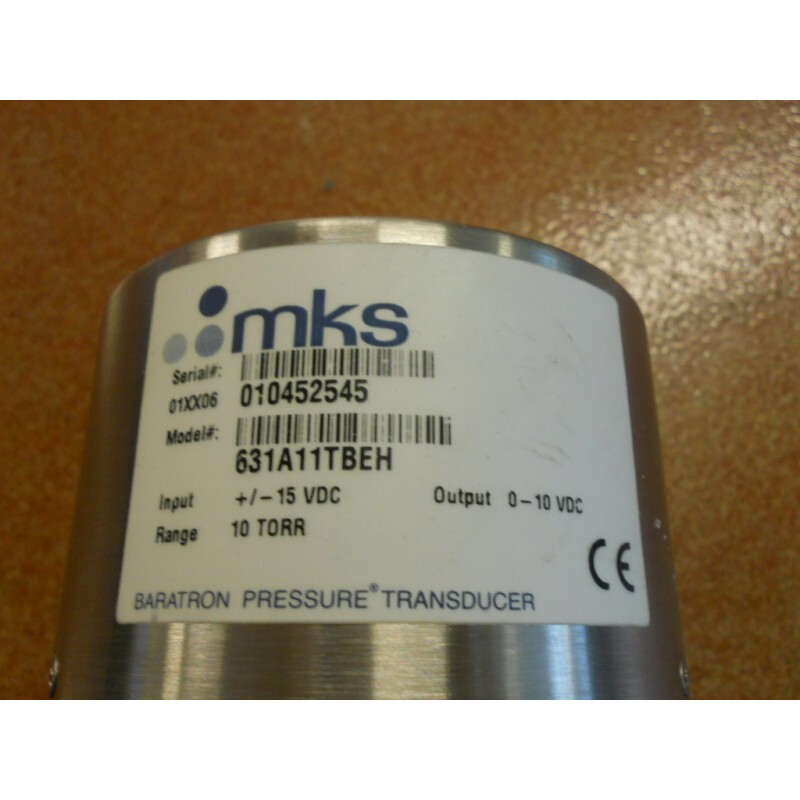 mks
Serial#:
01XX06 010452545
Model#:
631A11TBEH
Input +/-15 VDC Output 0-10 VDC
Range 10 TORR
CE
BARATRON PRESSURE® TRANSDUCER